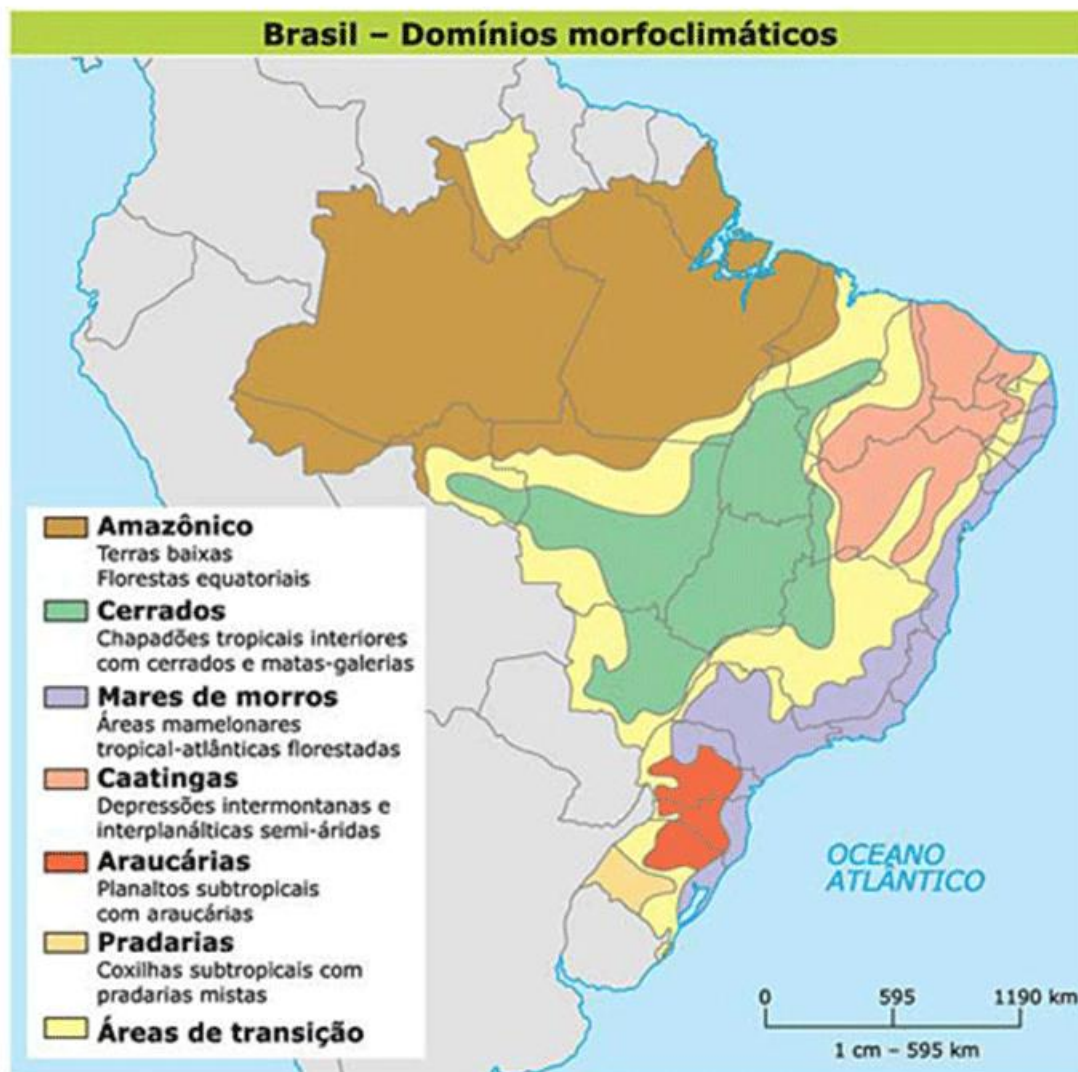 Brasil – Domínios morfoclimáticos
Amazônico
Terras baixas
Florestas equatoriais
Cerrados
Chapadões tropicais interiores
com cerrados e matas-galerias
Mares de morros
Áreas mamelonares
tropical-atlânticas florestadas
Caatingas
Depressões intermontanas e
interplanálticas semi-áridas
Araucárias
Planaltos subtropicais
com araucárias
Pradarias
Coxilhas subtropicais com
pradarias mistas
Áreas de transição
OCEANO
ATLÂNTICO
0 595 1190 km
1 cm – 595 km